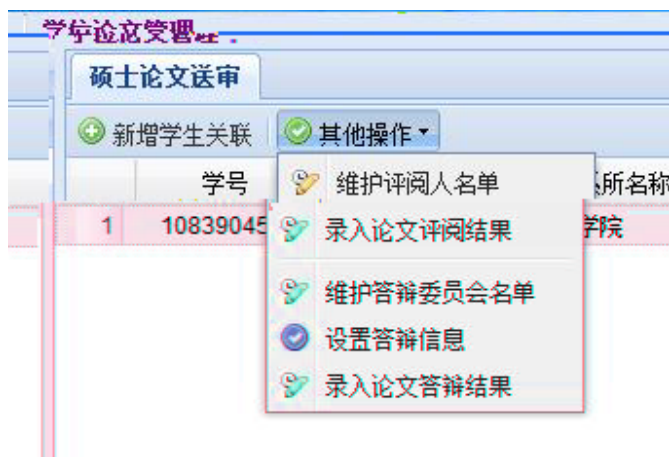 学位论文管理
硕士论文送审
新增学生关联 其他操作
学号 维护评阅人名单 所名称
1 10839045 录入论文评阅结果 学院
维护答辩委员会名单
设置答辩信息
录入论文答辩结果